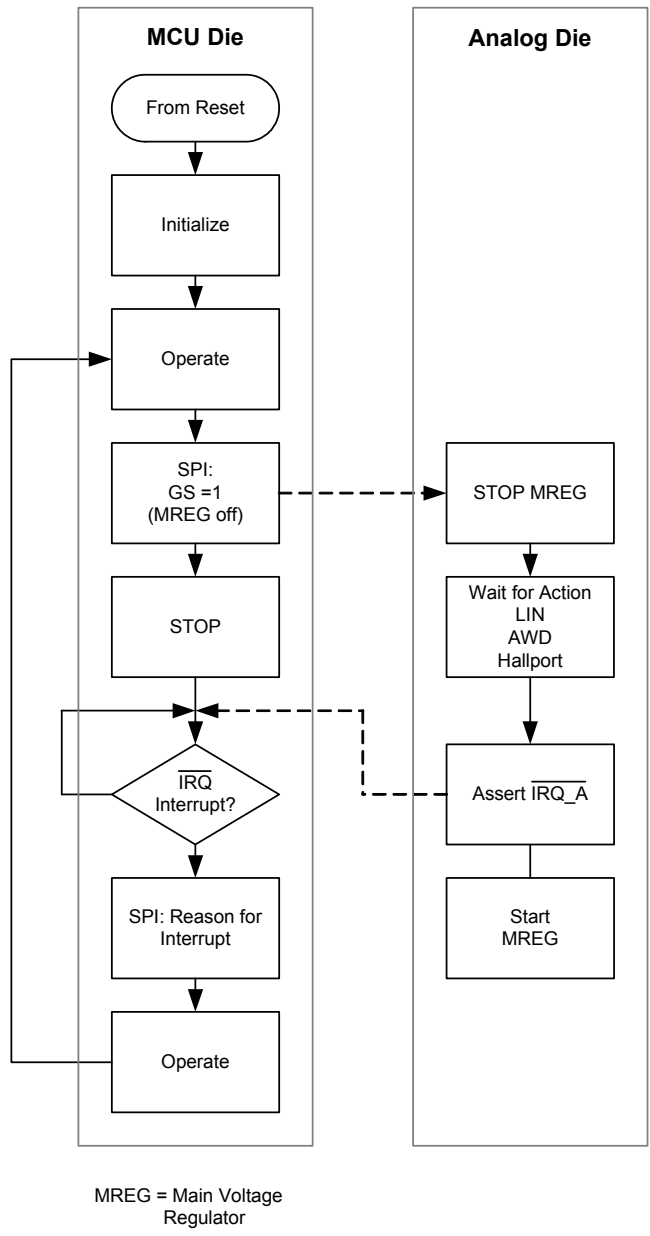 MCU Die
From Reset
Initialize
Operate
SPI:
GS =1
(MREG off)
STOP
IRQ
Interrupt?
SPI: Reason for
Interrupt
Operate
Analog Die
STOP MREG
Wait for Action
LIN
AWD
Hallport
Assert IRQ_A
Start
MREG
MREG = Main Voltage
Regulator